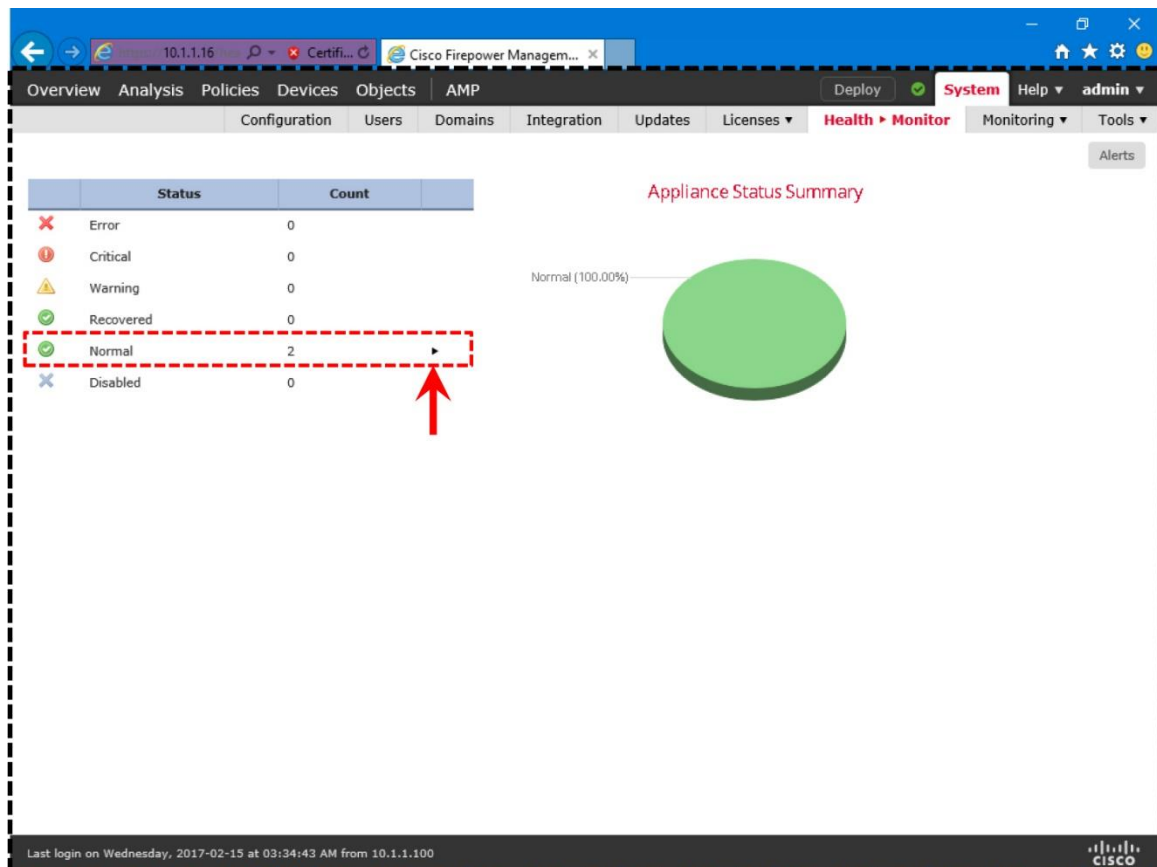 10.1.1.16 Certifi... Cisco Firepower Managem...
Overview Analysis Policies Devices Objects AMP Deploy System Help admin
Configuration Users Domains Integration Updates Licenses Health Monitor Monitoring Tools
Alerts
Status Count
Error 0
Critical 0
Warning 0
Recovered 0
Normal 2
Disabled 0
Appliance Status Summary
Normal (100.00%)
Last login on Wednesday, 2017-02-15 at 03:34:43 AM from 10.1.1.100
CISCO